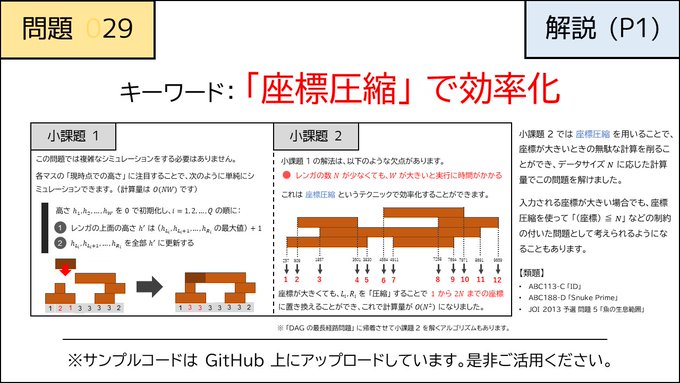 問題 029
解説 (P1)
キーワード: 「座標圧縮」で効率化
小課題 1
この問題では複雑なシミュレーションをする必要はありません。
各マスの「現時点での高さ」に注目することで、次のように単純にシ
ミュレーションできます。(計算量は O(NW) です)
高さ h₁, h₂, ..., h_W を 0 で初期化し、i = 1, 2, ..., Q の順に:
1 レンガの上面の高さ h' は (h_{L_i}, h_{L_i+1}, ..., h_{R_i} の最大値) + 1
2 h_{L_i}, h_{L_i+1}, ..., h_{R_i} を全部 h' に更新する
1 2 1 1 3 3 3 2
1 3 3 3 3 3 3 2
小課題 2
小課題 1 の解法は、以下のような欠点があります。
レンガの数 N が少なくても、W が大きいと実行に時間がかかる
これは 座標圧縮 というテクニックで効率化することができます。
1 2 3 4 5 6 7 8 9 10 11 12
座標が大きくても、L_i, R_i を「圧縮」することで 1 から 2N までの座標
に置き換えることができ、これで計算量が O(N²) になりました。
※「DAG の最長経路問題」に帰着させて小課題 2 を解くアルゴリズムもあります。
小課題 2 では 座標圧縮 を用いることで、
座標が大きいときの無駄な計算を削るこ
とができ、データサイズ N に応じた計算
量でこの問題を解けました。
入力される座標が大きい場合でも、座標
圧縮を使って「(座標) ≦ N」などの制約
の付いた問題として考えられるようにな
ることもあります。
【類題】
• ABC113-C「ID」
• ABC188-D「Snuke Prime」
• JOI 2013 予選 問題 5「魚の生息範囲」
※サンプルコードは GitHub 上にアップロードしています。是非ご活用ください。